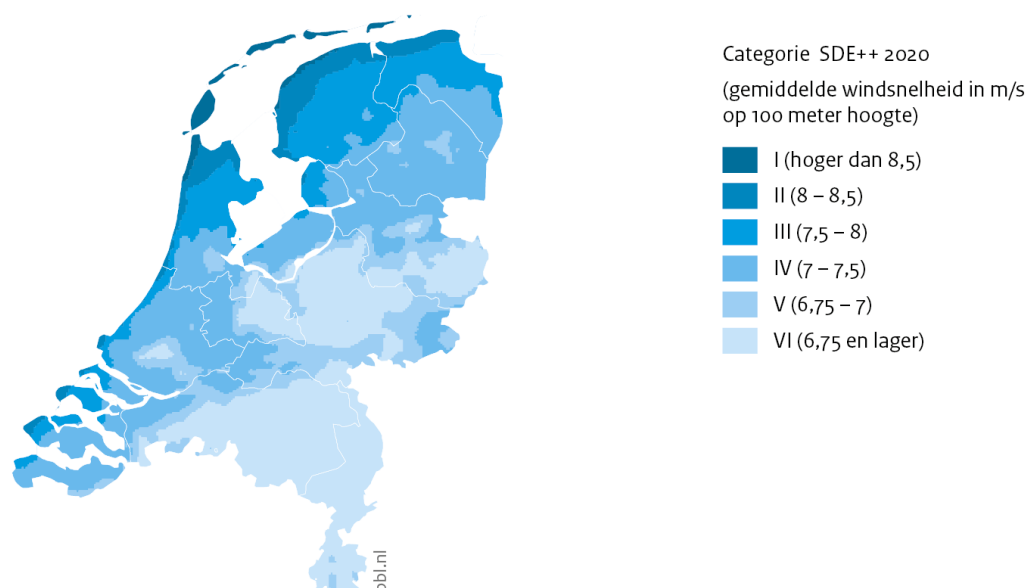 Categorie SDE++ 2020
(gemiddelde windsnelheid in m/s
op 100 meter hoogte)
I (hoger dan 8,5)
II (8 – 8,5)
III (7,5 – 8)
IV (7 – 7,5)
V (6,75 – 7)
VI (6,75 en lager)
pbl.nl